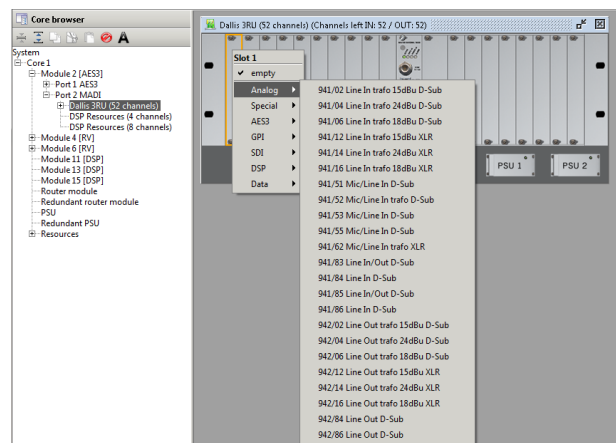 Core browser
A
System
Core 1
Module 2 [AES3]
Port 1 AES3
Port 2 MADI
Dallis 3RU (52 channels)
DSP Resources (4 channels)
DSP Resources (8 channels)
Module 4 [RV]
Module 6 [RV]
Module 11 [DSP]
Module 13 [DSP]
Module 15 [DSP]
Router module
Redundant router module
PSU
Redundant PSU
Resources
Dallis 3RU (52 channels) (Channels left IN: 52 / OUT: 52)
Slot 1
empty
Analog
Special
AES3
GPI
SDI
DSP
Data
941/02 Line In trafo 15dBu D-Sub
941/04 Line In trafo 24dBu D-Sub
941/06 Line In trafo 18dBu D-Sub
941/12 Line In trafo 15dBu XLR
941/14 Line In trafo 24dBu XLR
941/16 Line In trafo 18dBu XLR
941/51 Mic/Line In D-Sub
941/52 Mic/Line In trafo D-Sub
941/53 Mic/Line In D-Sub
941/55 Mic/Line In D-Sub
941/62 Mic/Line In trafo XLR
941/83 Line In/Out D-Sub
941/84 Line In D-Sub
941/85 Line In/Out D-Sub
941/86 Line In D-Sub
942/02 Line Out trafo 15dBu D-Sub
942/04 Line Out trafo 24dBu D-Sub
942/06 Line Out trafo 18dBu D-Sub
942/12 Line Out trafo 15dBu XLR
942/14 Line Out trafo 24dBu XLR
942/16 Line Out trafo 18dBu XLR
942/84 Line Out D-Sub
942/86 Line Out D-Sub
PSU 1
PSU 2